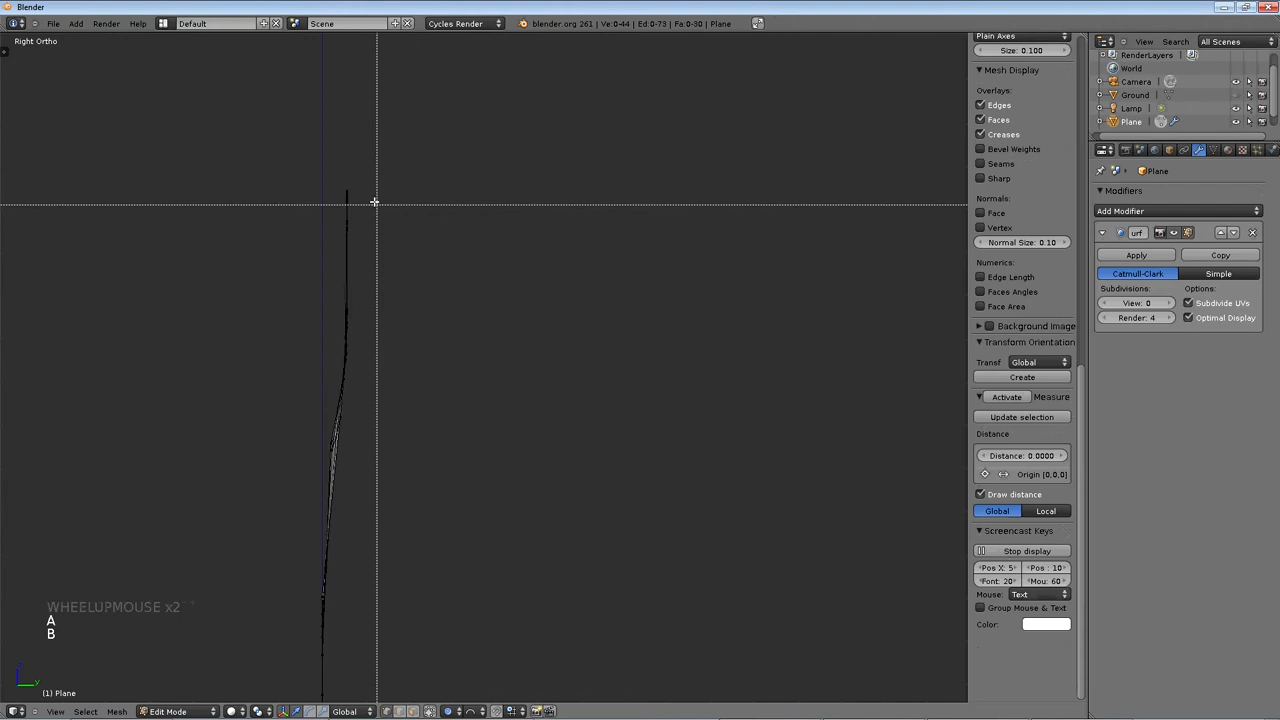 Blender
File Add Render Help Default Scene Cycles Render blender.org 261 | Ve:0-44 | Ed:0-73 | Fa:0-30 | Plane
Right Ortho
Plain Axes
Size: 0.100
Mesh Display
Overlays:
Edges
Faces
Creases
Bevel Weights
Seams
Sharp
Normals:
Face
Vertex
Normal Size: 0.10
Numerics:
Edge Length
Faces Angles
Face Area
Background Image
Transform Orientation
Transf Global
Create
Activate Measure
Update selection
Distance
Distance: 0.0000
Origin [0,0,0]
Draw distance
Global Local
Screencast Keys
Stop display
Pos X: 5 Pos : 10
Font: 20 Mou: 60
Mouse: Text
Group Mouse & Text
Color:
View Search All Scenes
RenderLayers
World
Camera
Ground
Lamp
Plane
Plane
Modifiers
Add Modifier
urf
Apply Copy
Catmull-Clark Simple
Subdivisions: Options:
View: 0 Subdivide UVs
Render: 4 Optimal Display
WHEELUPMOUSE x2
A
B
z
y
(1) Plane
View Select Mesh Edit Mode Global